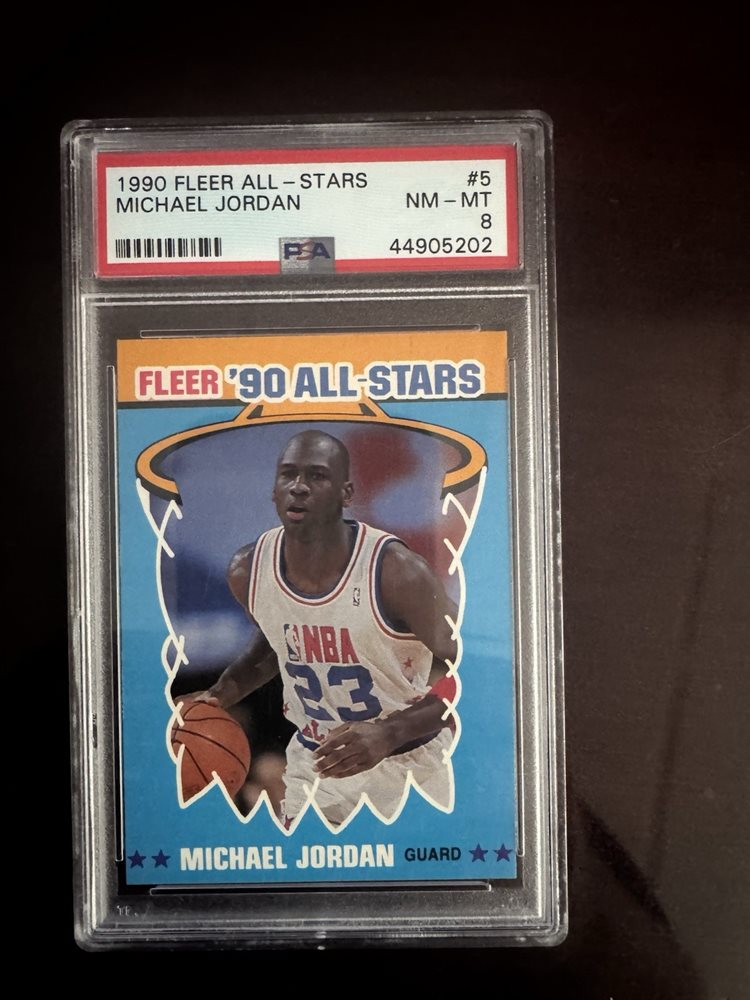 1990 FLEER ALL-STARS #5
MICHAEL JORDAN NM-MT
8
PSA 44905202
FLEER '90 ALL-STARS
NBA
23
MICHAEL JORDAN GUARD